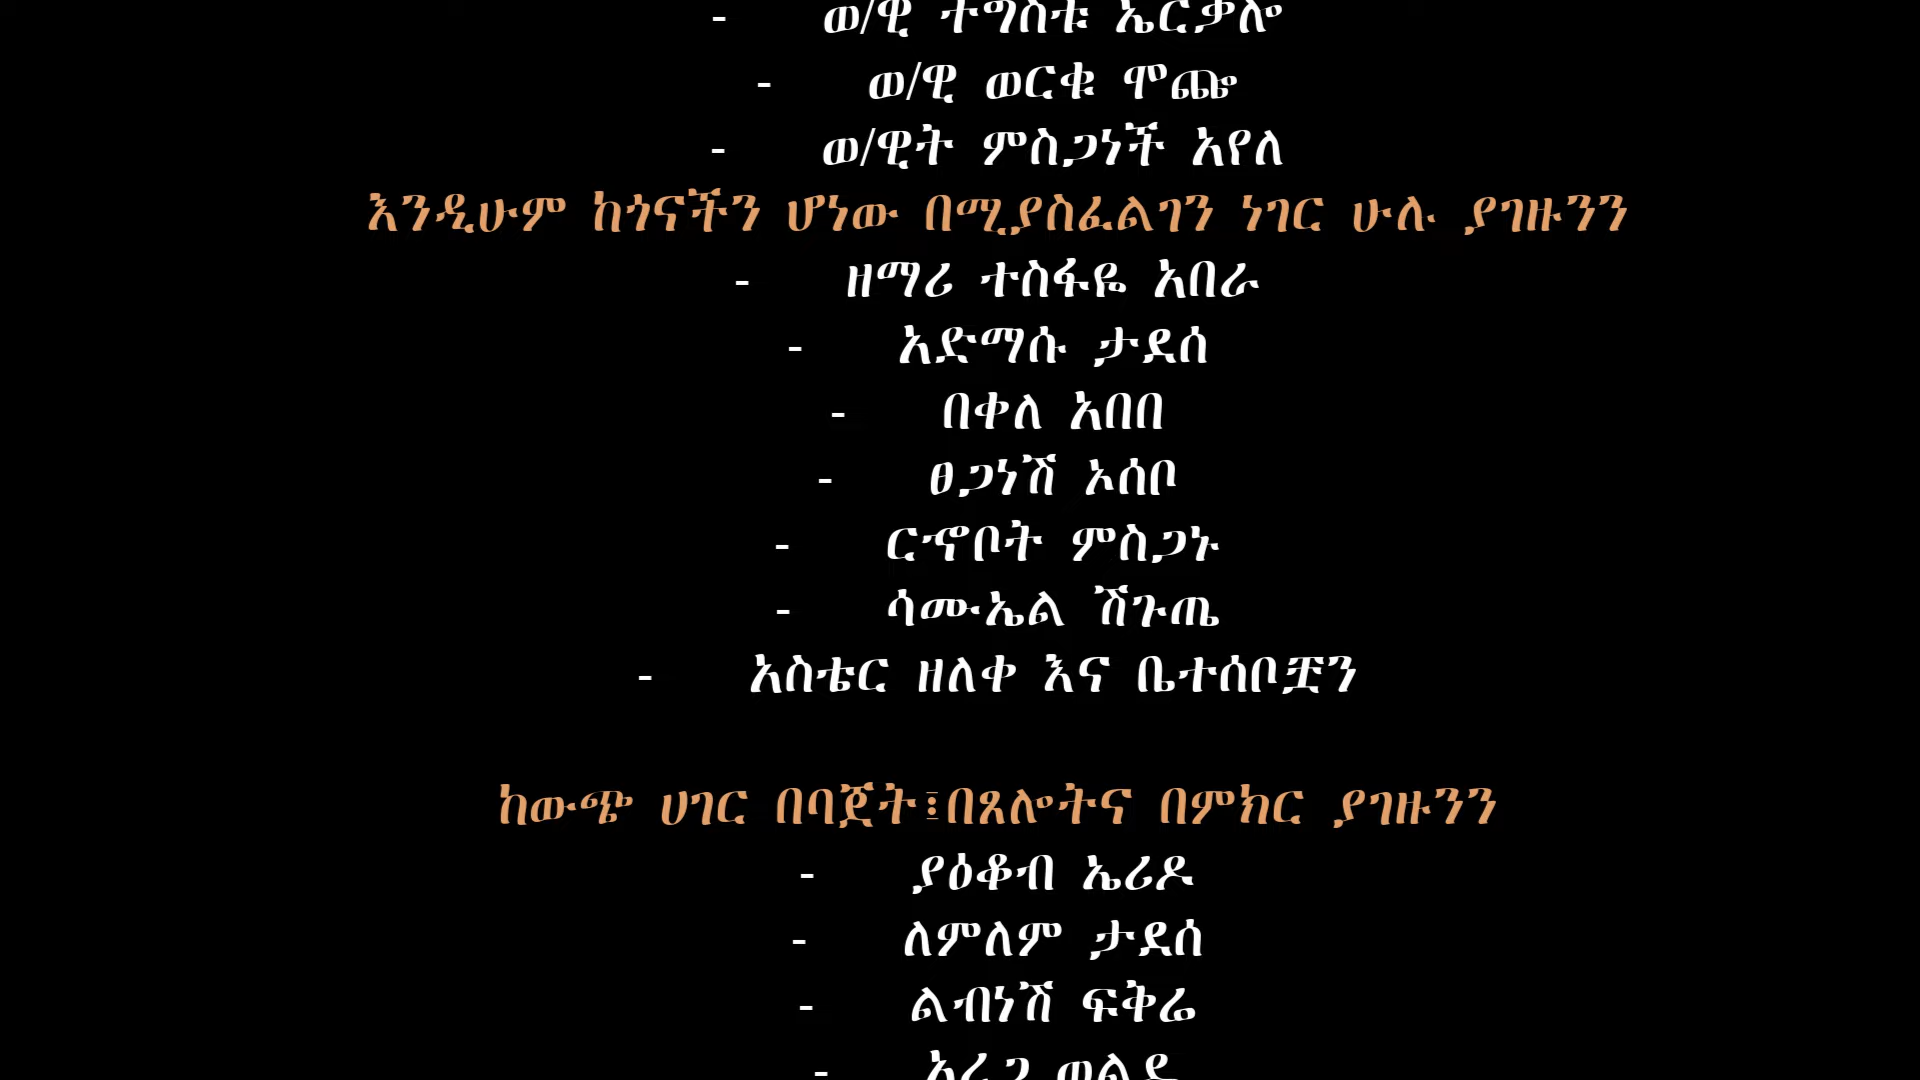 - ወ/ዊ ተግስቱ ኤርቃሎ
- ወ/ዊ ወርቁ ሞጮ
- ወ/ዊት ምስጋነች አየለ
እንዲሁም ከጎናችን ሆነው በሚያስፈልገን ነገር ሁሉ ያገዙንን
- ዘማሪ ተስፋዬ አበራ
- አድማሱ ታደሰ
- በቀለ አበበ
- ፀጋነሽ ኦሰቦ
- ርኆቦት ምስጋኑ
- ሳሙኤል ሽጉጤ
- አስቴር ዘለቀ እና ቤተሰቦቿን
ከውጭ ሀገር በባጀት፤በጸሎትና በምክር ያገዙንን
- ያዕቆብ ኤሪዶ
- ለምለም ታደሰ
- ልብነሽ ፍቅሬ
-